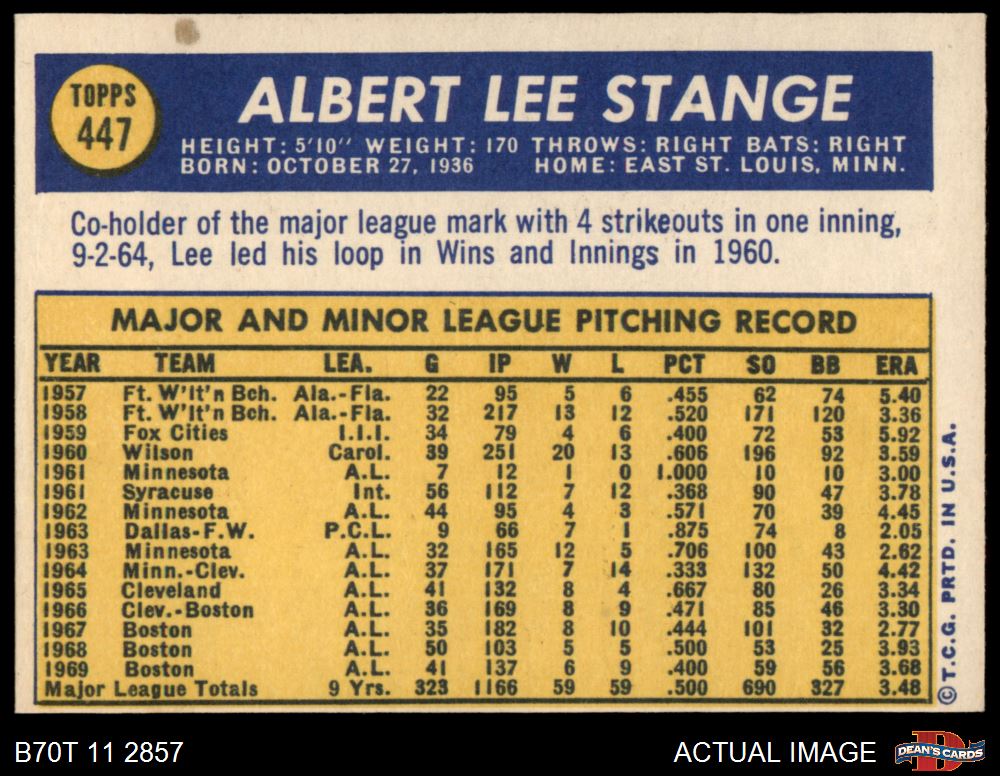 TOPPS
447
ALBERT LEE STANGE
HEIGHT: 5'10" WEIGHT: 170 THROWS: RIGHT BATS: RIGHT
BORN: OCTOBER 27, 1936 HOME: EAST ST. LOUIS, MINN.
Co-holder of the major league mark with 4 strikeouts in one inning,
9-2-64, Lee led his loop in Wins and Innings in 1960.
MAJOR AND MINOR LEAGUE PITCHING RECORD
YEAR TEAM LEA. G IP W L PCT SO BB ERA
1957 Ft. W'lt'n Bch. Ala.-Fla. 22 95 5 6 .455 62 74 5.40
1958 Ft. W'lt'n Bch. Ala.-Fla. 32 217 13 12 .520 171 120 3.36
1959 Fox Cities I.I.I. 34 79 4 6 .400 72 53 5.92
1960 Wilson Carol. 39 251 20 13 .606 196 92 3.59
1961 Minnesota A.L. 7 12 1 0 1.000 10 10 3.00
1961 Syracuse Int. 56 112 7 12 .368 90 47 3.78
1962 Minnesota A.L. 44 95 4 3 .571 70 39 4.45
1963 Dallas-F.W. P.C.L. 9 66 7 1 .875 74 8 2.05
1963 Minnesota A.L. 32 165 12 5 .706 100 43 2.62
1964 Minn.-Clev. A.L. 37 171 7 14 .333 132 50 4.42
1965 Cleveland A.L. 41 132 8 4 .667 80 26 3.34
1966 Clev.-Boston A.L. 36 169 8 9 .471 85 46 3.30
1967 Boston A.L. 35 182 8 10 .444 101 32 2.77
1968 Boston A.L. 50 103 5 5 .500 53 25 3.93
1969 Boston A.L. 41 137 6 9 .400 59 56 3.68
Major League Totals 9 Yrs. 323 1166 59 59 .500 690 327 3.48
© T.C.G. PRTD. IN U.S.A.
B70T 11 2857
ACTUAL IMAGE
D
DEAN'S CARDS